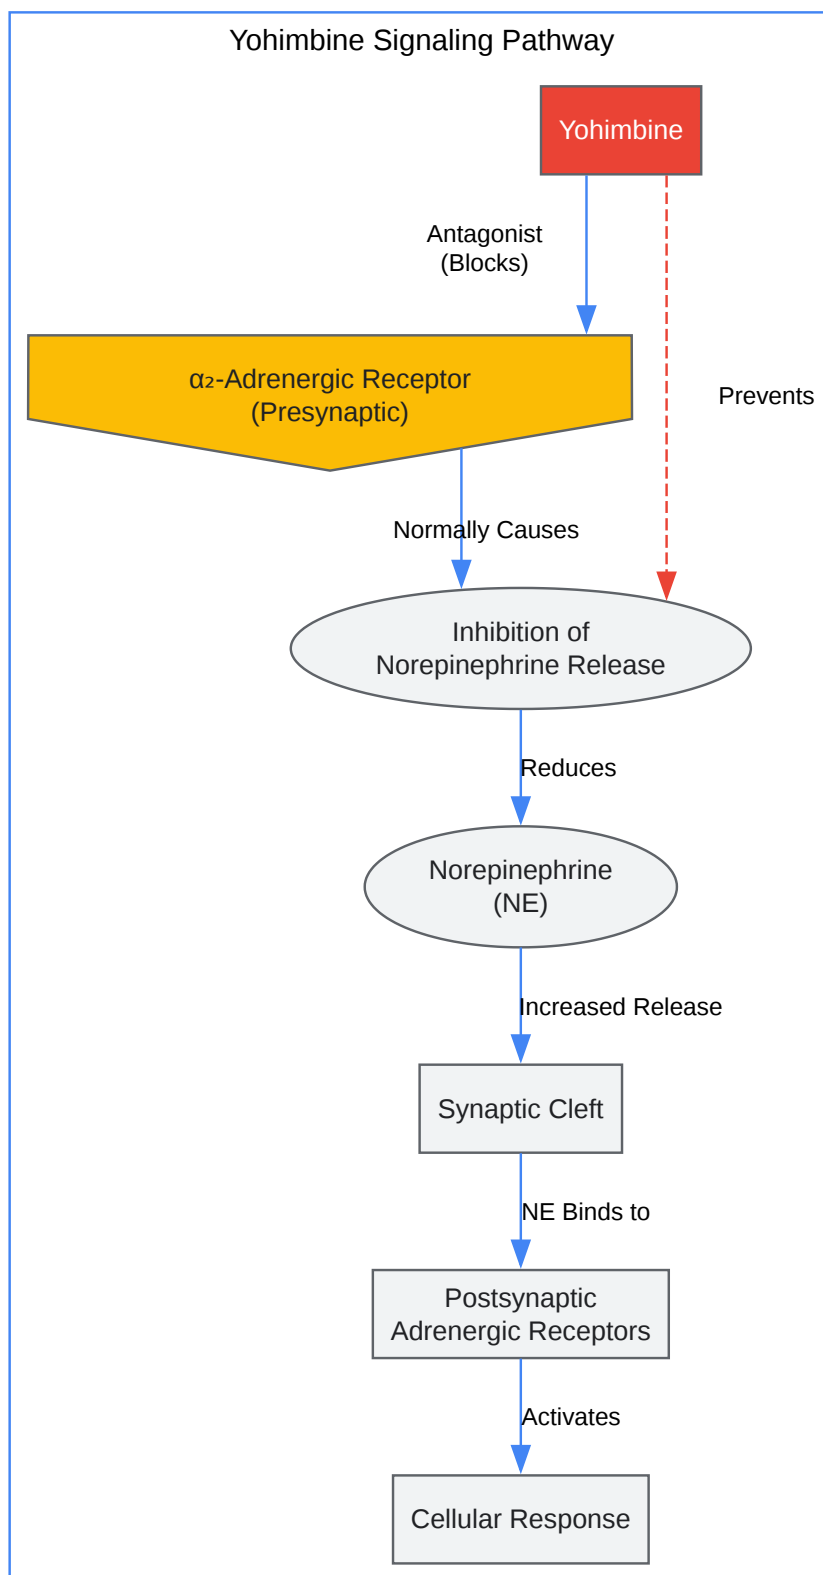 Yohimbine Signaling Pathway
Yohimbine
Antagonist
(Blocks)
α₂-Adrenergic Receptor
(Presynaptic)
Prevents
Normally Causes
Inhibition of
Norepinephrine Release
Reduces
Norepinephrine
(NE)
Increased Release
Synaptic Cleft
NE Binds to
Postsynaptic
Adrenergic Receptors
Activates
Cellular Response